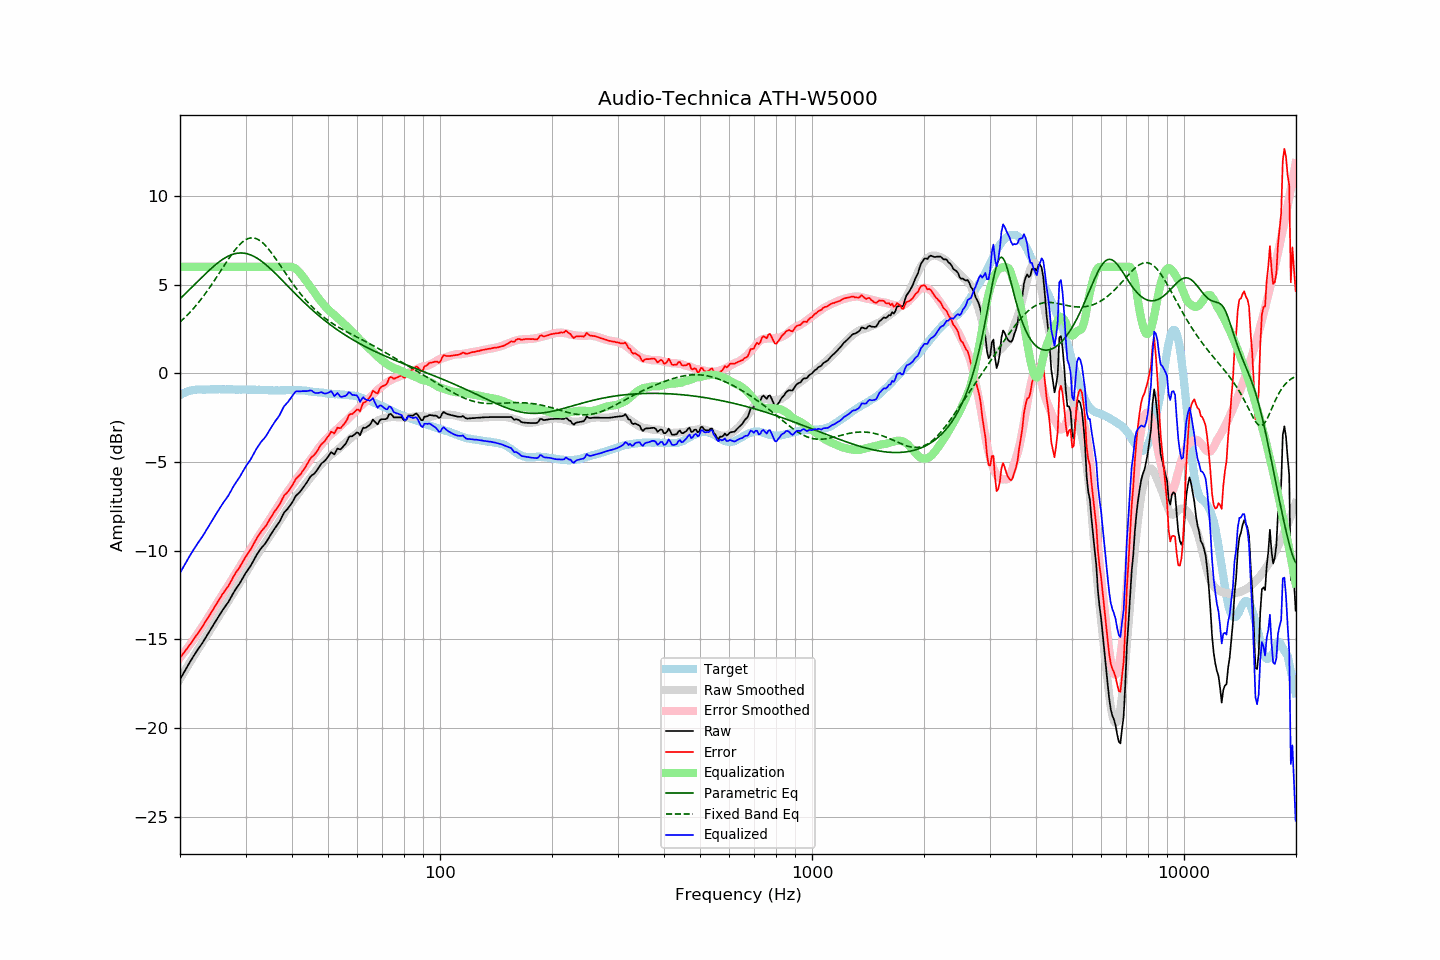 Audio-Technica ATH-W5000
Amplitude (dBr)
10
5
0
−5
−10
−15
−20
−25
Target
Raw Smoothed
Error Smoothed
Raw
Error
Equalization
Parametric Eq
Fixed Band Eq
Equalized
100
1000
10000
Frequency (Hz)